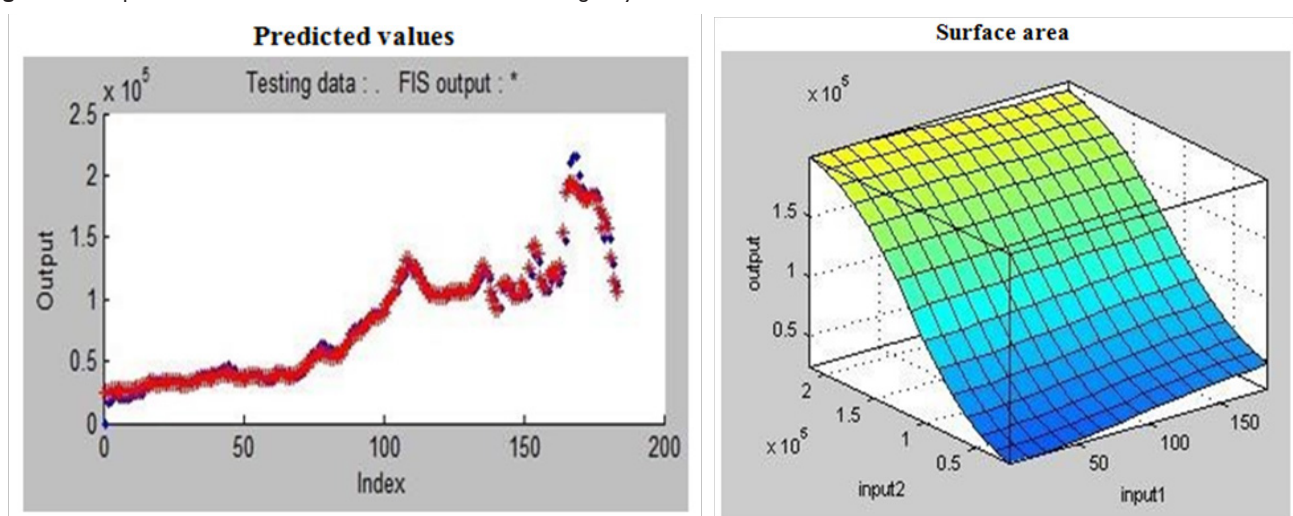 Predicted values
Testing data : . FIS output : *
x 10^5
2.5
2
1.5
1
0.5
0
0 50 100 150 200
Output
Index
Surface area
x 10^5
1.5
1
0.5
output
2
1.5
1
0.5
x 10^5
input2
50
100
150
input1